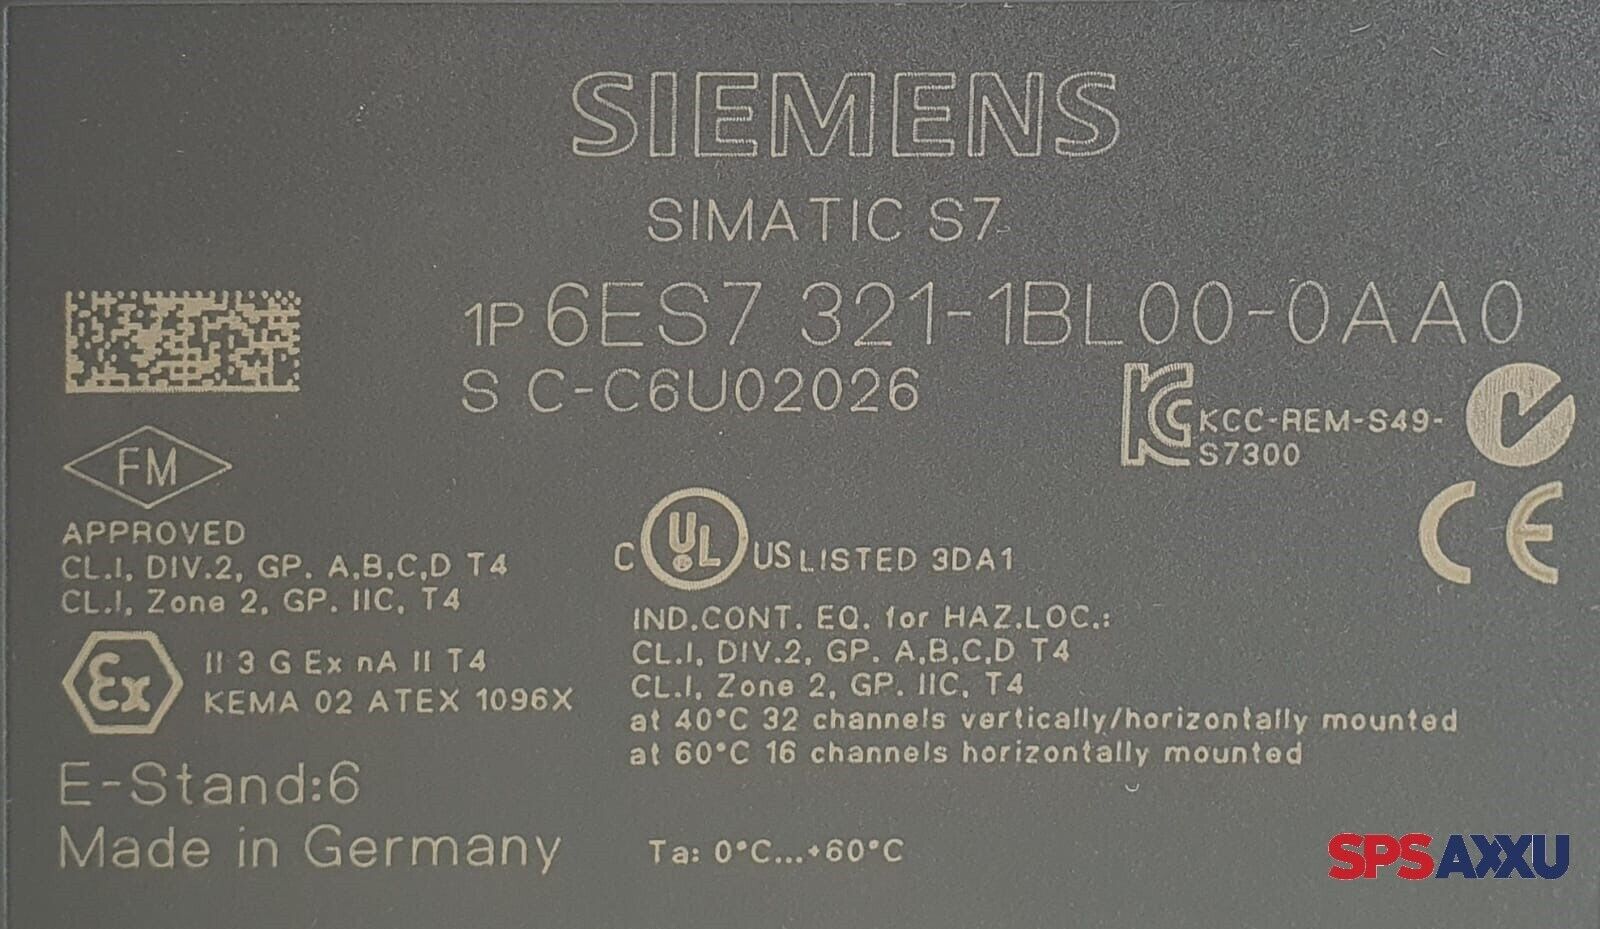 SIEMENS
SIMATIC S7
1P 6ES7 321-1BL00-0AA0
S C-C6U02026
KCC-REM-S49-
S7300
FM
APPROVED
CL.I, DIV.2, GP. A,B,C,D T4
CL.I, Zone 2, GP. IIC, T4
Ex II 3 G Ex nA II T4
KEMA 02 ATEX 1096X
E-Stand:6
Made in Germany
C UL US LISTED 3DA1
CE
IND.CONT. EQ. for HAZ.LOC.:
CL.I, DIV.2, GP. A,B,C,D T4
CL.I, Zone 2, GP. IIC, T4
at 40°C 32 channels vertically/horizontally mounted
at 60°C 16 channels horizontally mounted
Ta: 0°C...+60°C
SPSAXXU